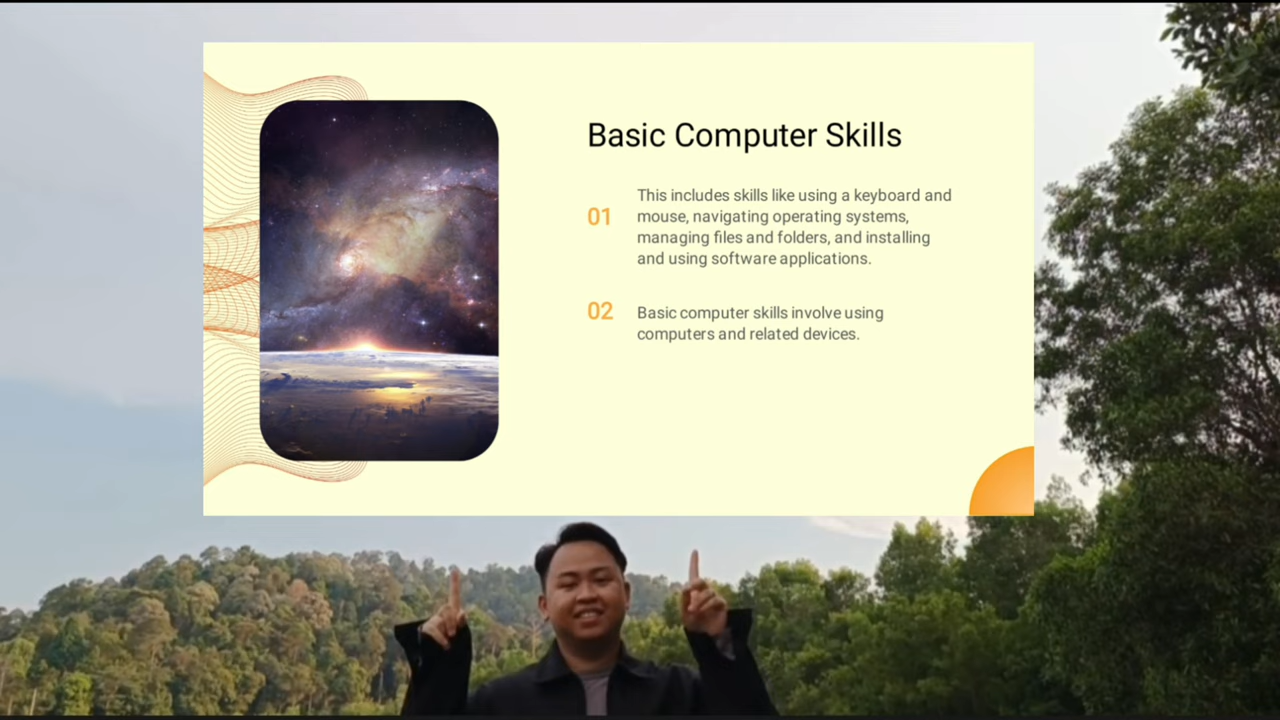 Basic Computer Skills
01
This includes skills like using a keyboard and
mouse, navigating operating systems,
managing files and folders, and installing
and using software applications.
02
Basic computer skills involve using
computers and related devices.